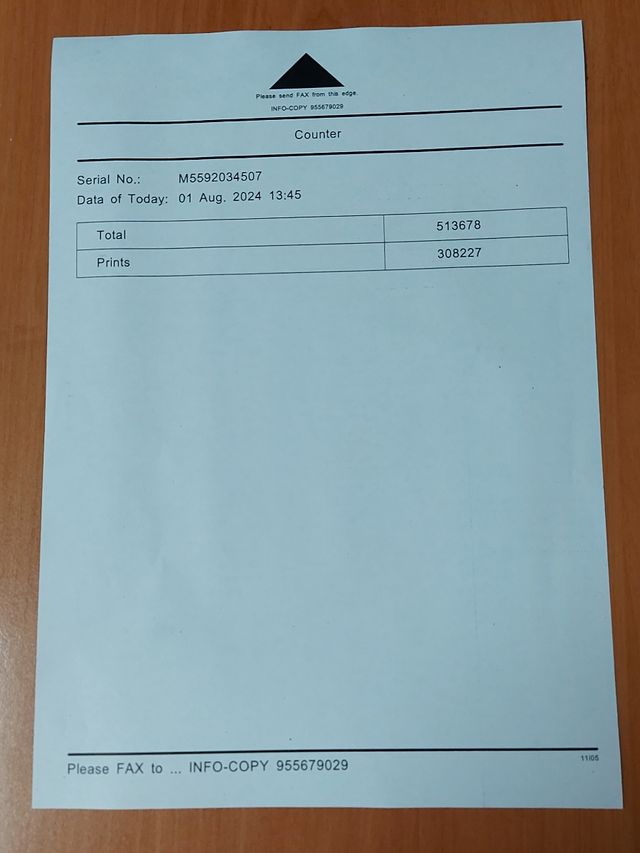 Please send FAX from this edge.
INFO-COPY 955679029
Counter
Serial No.: M5592034507
Data of Today: 01 Aug. 2024 13:45
Total 513678
Prints 308227
11/05
Please FAX to ... INFO-COPY 955679029